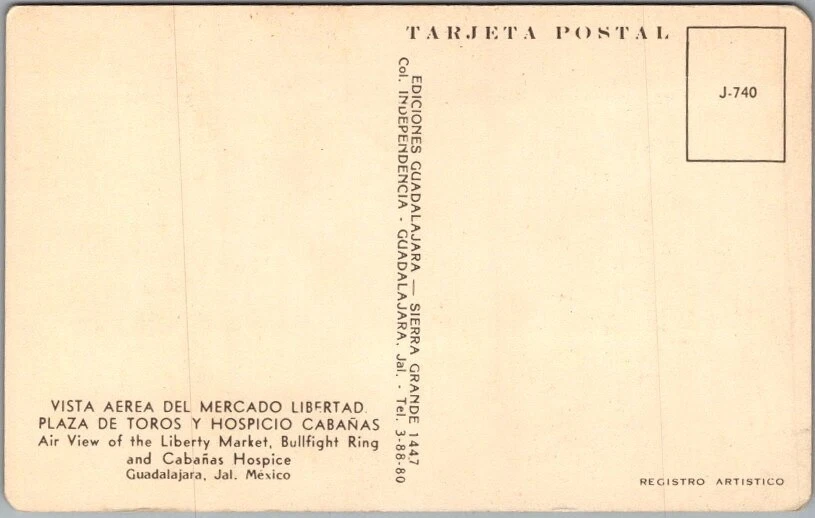 TARJETA POSTAL
J-740
EDICIONES GUADALAJARA — SIERRA GRANDE 1447
Col. INDEPENDENCIA - GUADALAJARA, Jal. - Tel. 3-88-80
VISTA AEREA DEL MERCADO LIBERTAD.
PLAZA DE TOROS Y HOSPICIO CABAÑAS
Air View of the Liberty Market, Bullfight Ring
and Cabañas Hospice
Guadalajara, Jal. México
REGISTRO ARTISTICO